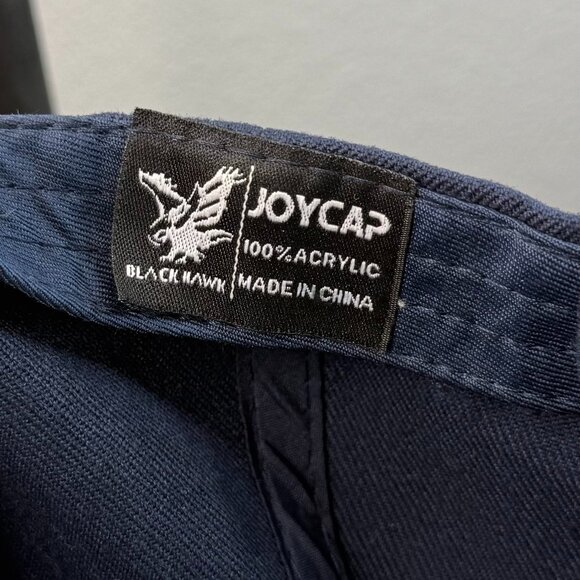 BLACK HAWK
JOYCAP
100% ACRYLIC
MADE IN CHINA